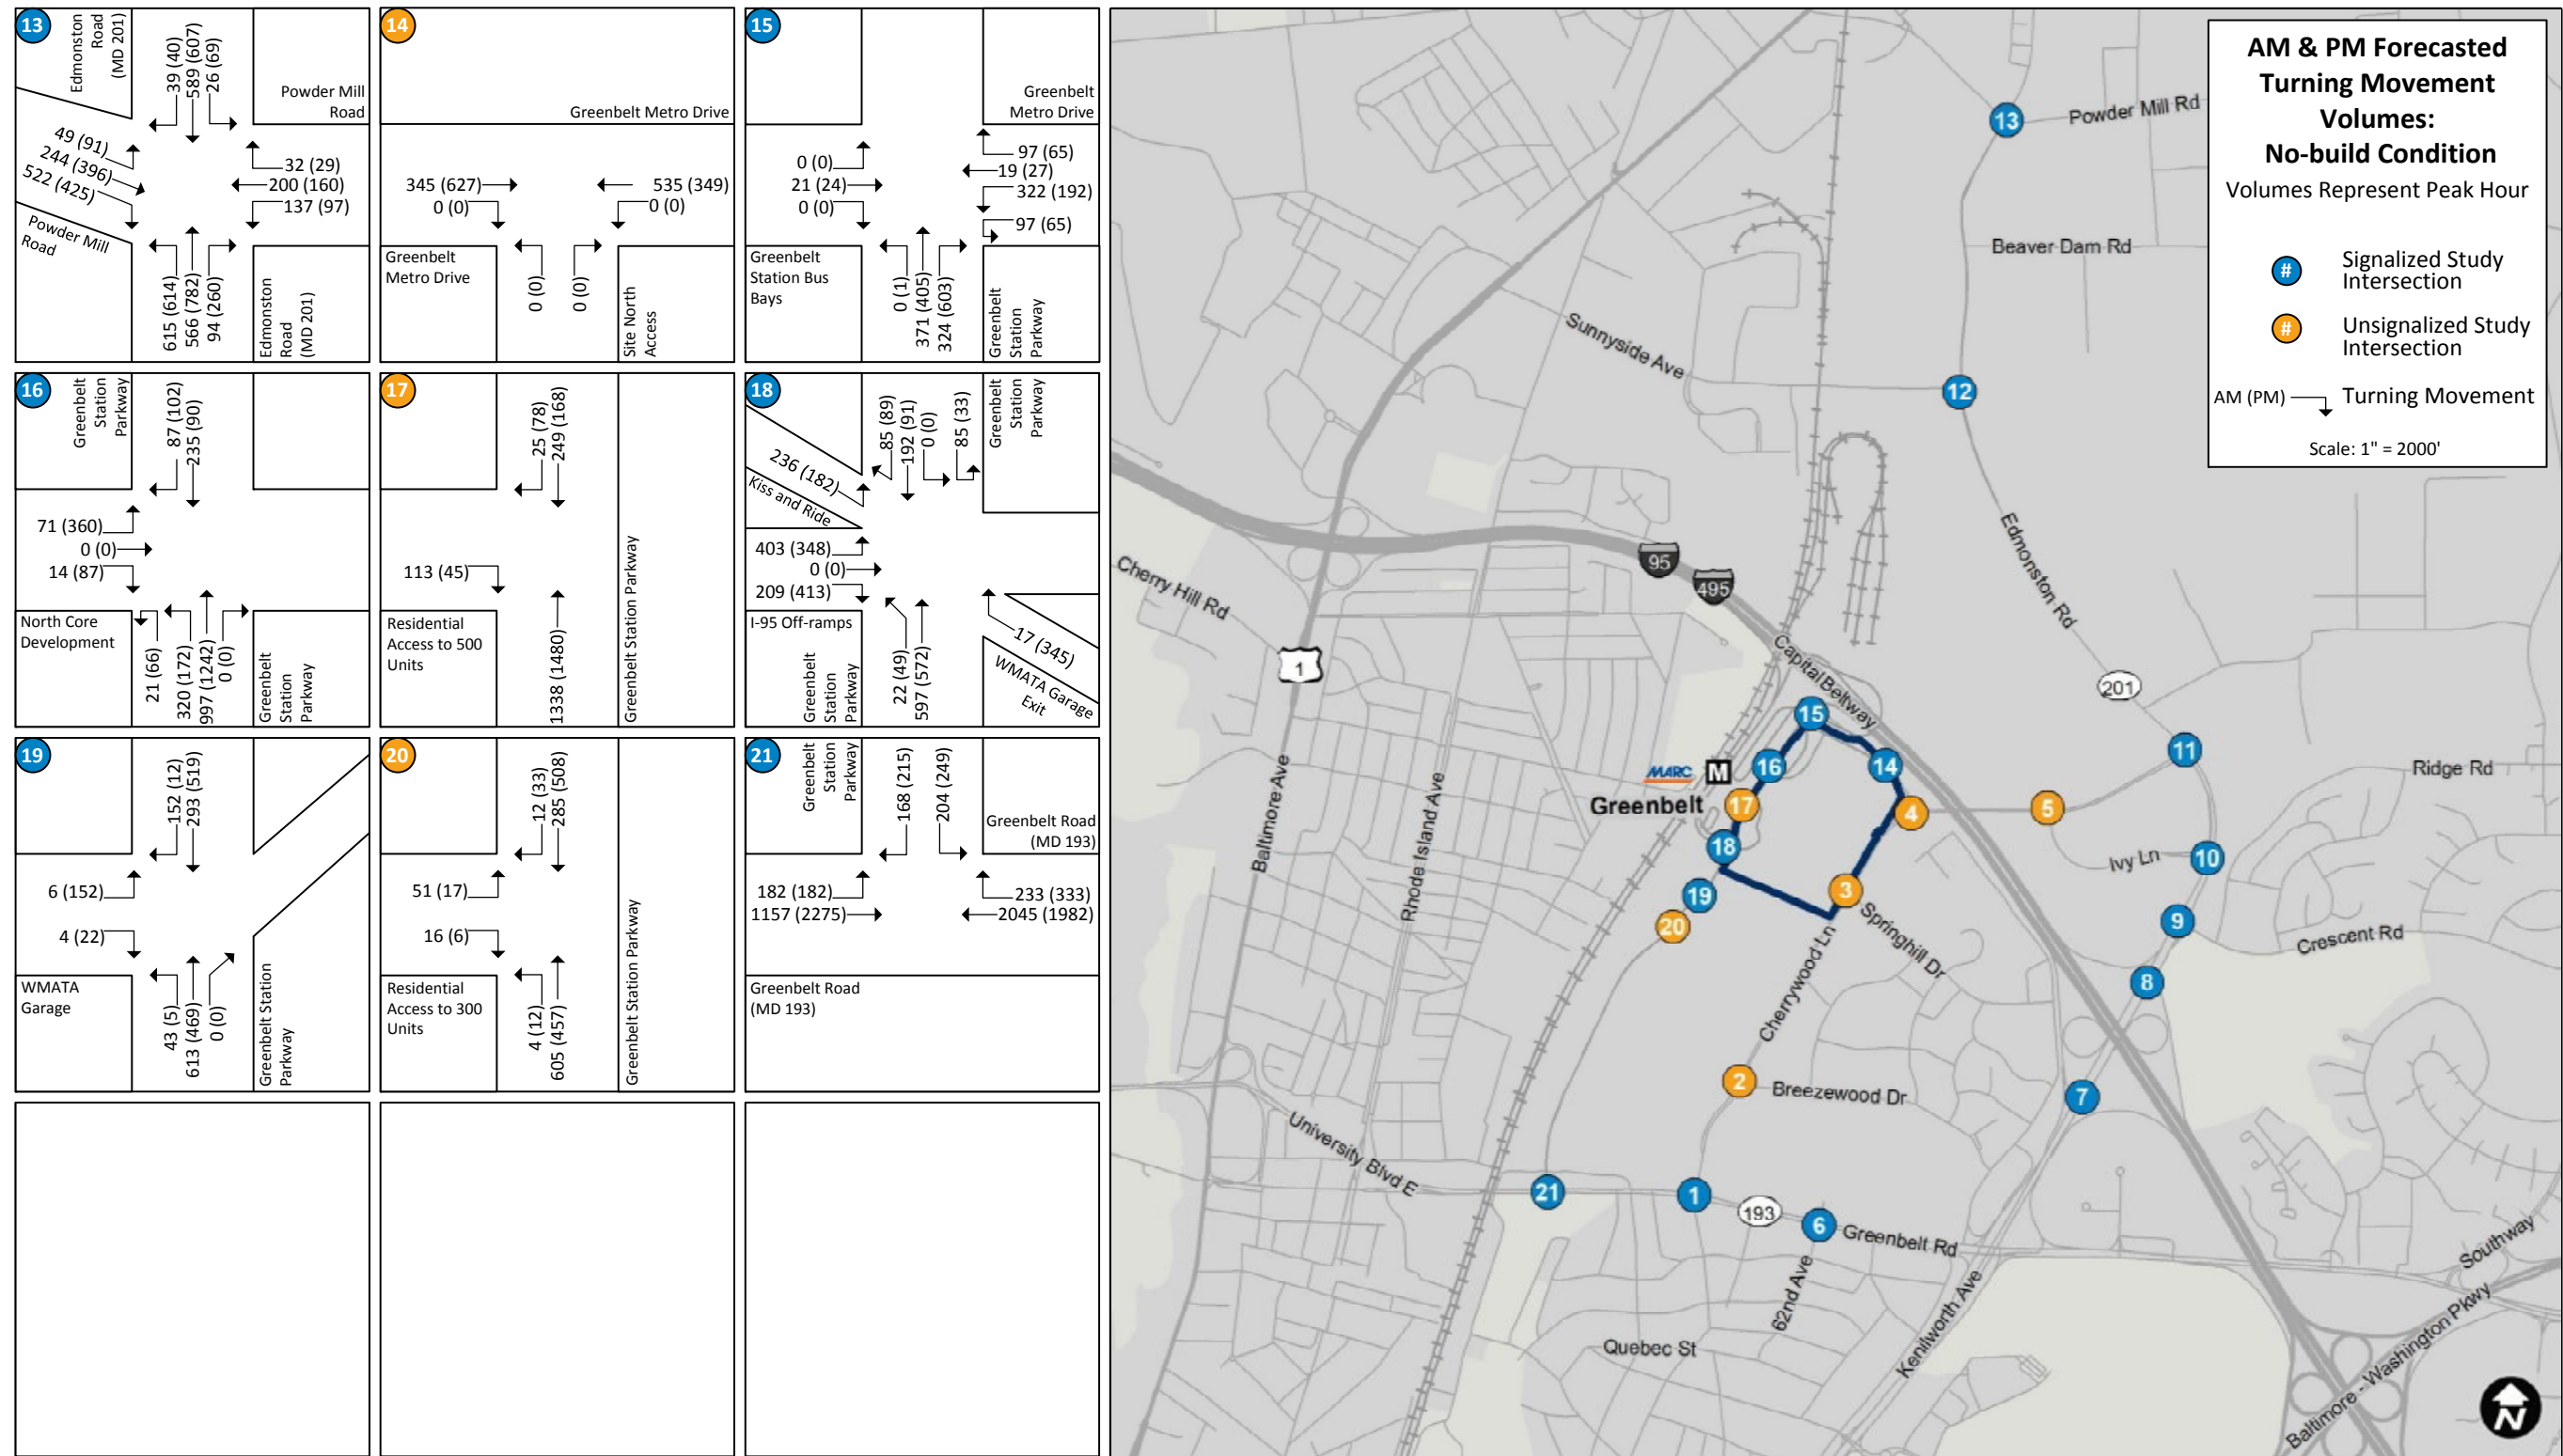 13
Edmonston
Road
(MD 201)
39 (40)
589 (607)
26 (69)
Powder Mill
Road
49 (91)
244 (396)
522 (425)
32 (29)
200 (160)
137 (97)
Powder Mill
Road
615 (614)
566 (782)
94 (260)
Edmonston
Road
(MD 201)
14
Greenbelt Metro Drive
345 (627)
0 (0)
535 (349)
0 (0)
Greenbelt
Metro Drive
0 (0)
0 (0)
Site North
Access
15
Greenbelt
Metro Drive
0 (0)
21 (24)
0 (0)
97 (65)
19 (27)
322 (192)
97 (65)
Greenbelt
Station Bus
Bays
0 (1)
371 (405)
324 (603)
Greenbelt
Station
Parkway
16
Greenbelt
Station
Parkway
87 (102)
235 (90)
71 (360)
0 (0)
14 (87)
North Core
Development
21 (66)
320 (172)
997 (1242)
0 (0)
Greenbelt
Station
Parkway
17
25 (78)
249 (168)
113 (45)
Residential
Access to 500
Units
1338 (1480)
Greenbelt Station Parkway
18
85 (89)
192 (91)
0 (0)
85 (33)
Greenbelt
Station
Parkway
236 (182)
Kiss and Ride
403 (348)
0 (0)
209 (413)
I-95 Off-ramps
Greenbelt
Station
Parkway
22 (49)
597 (572)
17 (345)
WMATA Garage
Exit
19
152 (12)
293 (519)
6 (152)
4 (22)
WMATA
Garage
43 (5)
613 (469)
0 (0)
Greenbelt Station
Parkway
20
12 (33)
285 (508)
51 (17)
16 (6)
Residential
Access to 300
Units
4 (12)
605 (457)
Greenbelt Station Parkway
21
Greenbelt
Station
Parkway
168 (215)
204 (249)
Greenbelt Road
(MD 193)
182 (182)
1157 (2275)
233 (333)
2045 (1982)
Greenbelt Road
(MD 193)
AM & PM Forecasted
Turning Movement
Volumes:
No-build Condition
Volumes Represent Peak Hour
# Signalized Study
Intersection
# Unsignalized Study
Intersection
AM (PM) Turning Movement
Scale: 1" = 2000'
13
Powder Mill Rd
Beaver Dam Rd
Sunnyside Ave
12
Edmonston Rd
95
495
Cherry Hill Rd
1
Capital Beltway
201
15
11
MARC
M
16
14
Ridge Rd
Greenbelt
17
4
5
Baltimore Ave
Rhode Island Ave
18
Ivy Ln
10
19
3
20
Springhill Dr
9
Crescent Rd
Cherrywood Ln
8
2
Breezewood Dr
7
University Blvd E
21
1
193
6
Greenbelt Rd
Southway
62nd Ave
Kenilworth Ave
Quebec St
Baltimore - Washington Pkwy
N